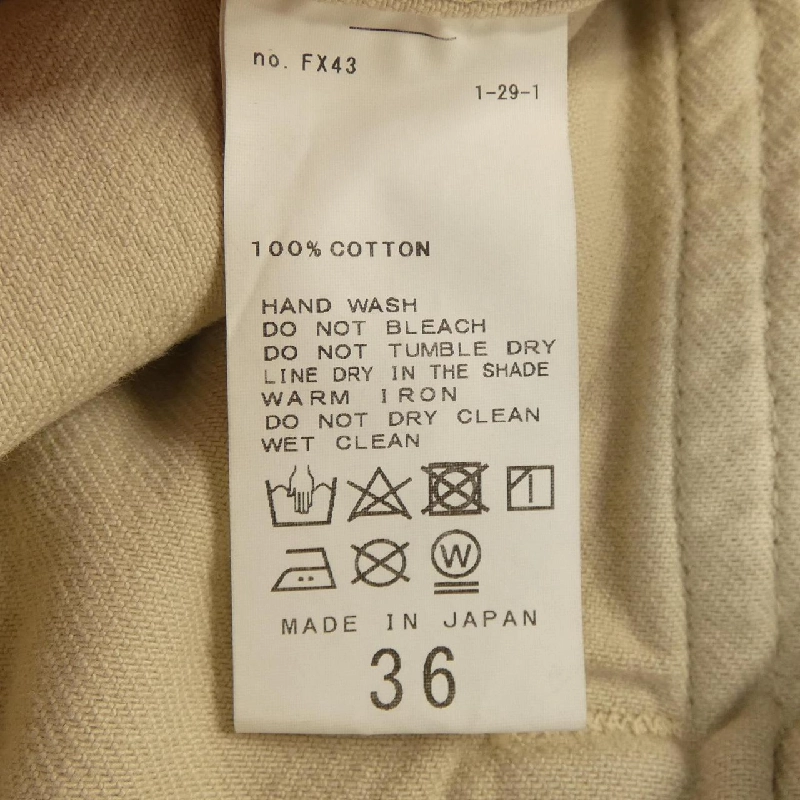 no. FX43
1-29-1
100% COTTON
HAND WASH
DO NOT BLEACH
DO NOT TUMBLE DRY
LINE DRY IN THE SHADE
WARM IRON
DO NOT DRY CLEAN
WET CLEAN
W
MADE IN JAPAN
36